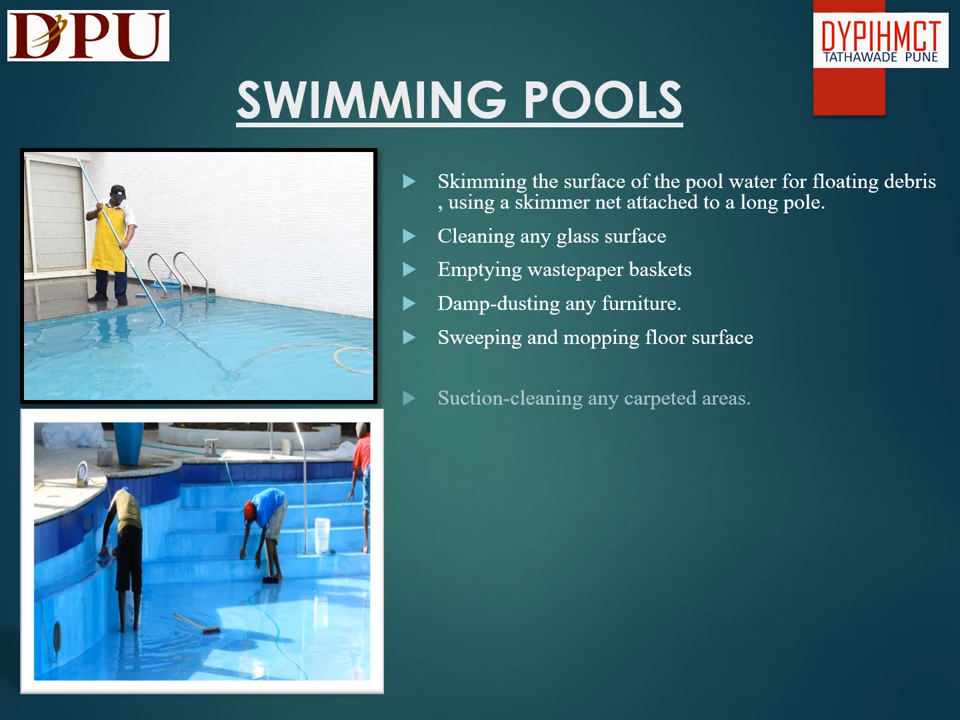 DPU
DYPIHMCT
TATHAWADE PUNE
SWIMMING POOLS
Skimming the surface of the pool water for floating debris
, using a skimmer net attached to a long pole.
Cleaning any glass surface
Emptying wastepaper baskets
Damp-dusting any furniture.
Sweeping and mopping floor surface
Suction-cleaning any carpeted areas.